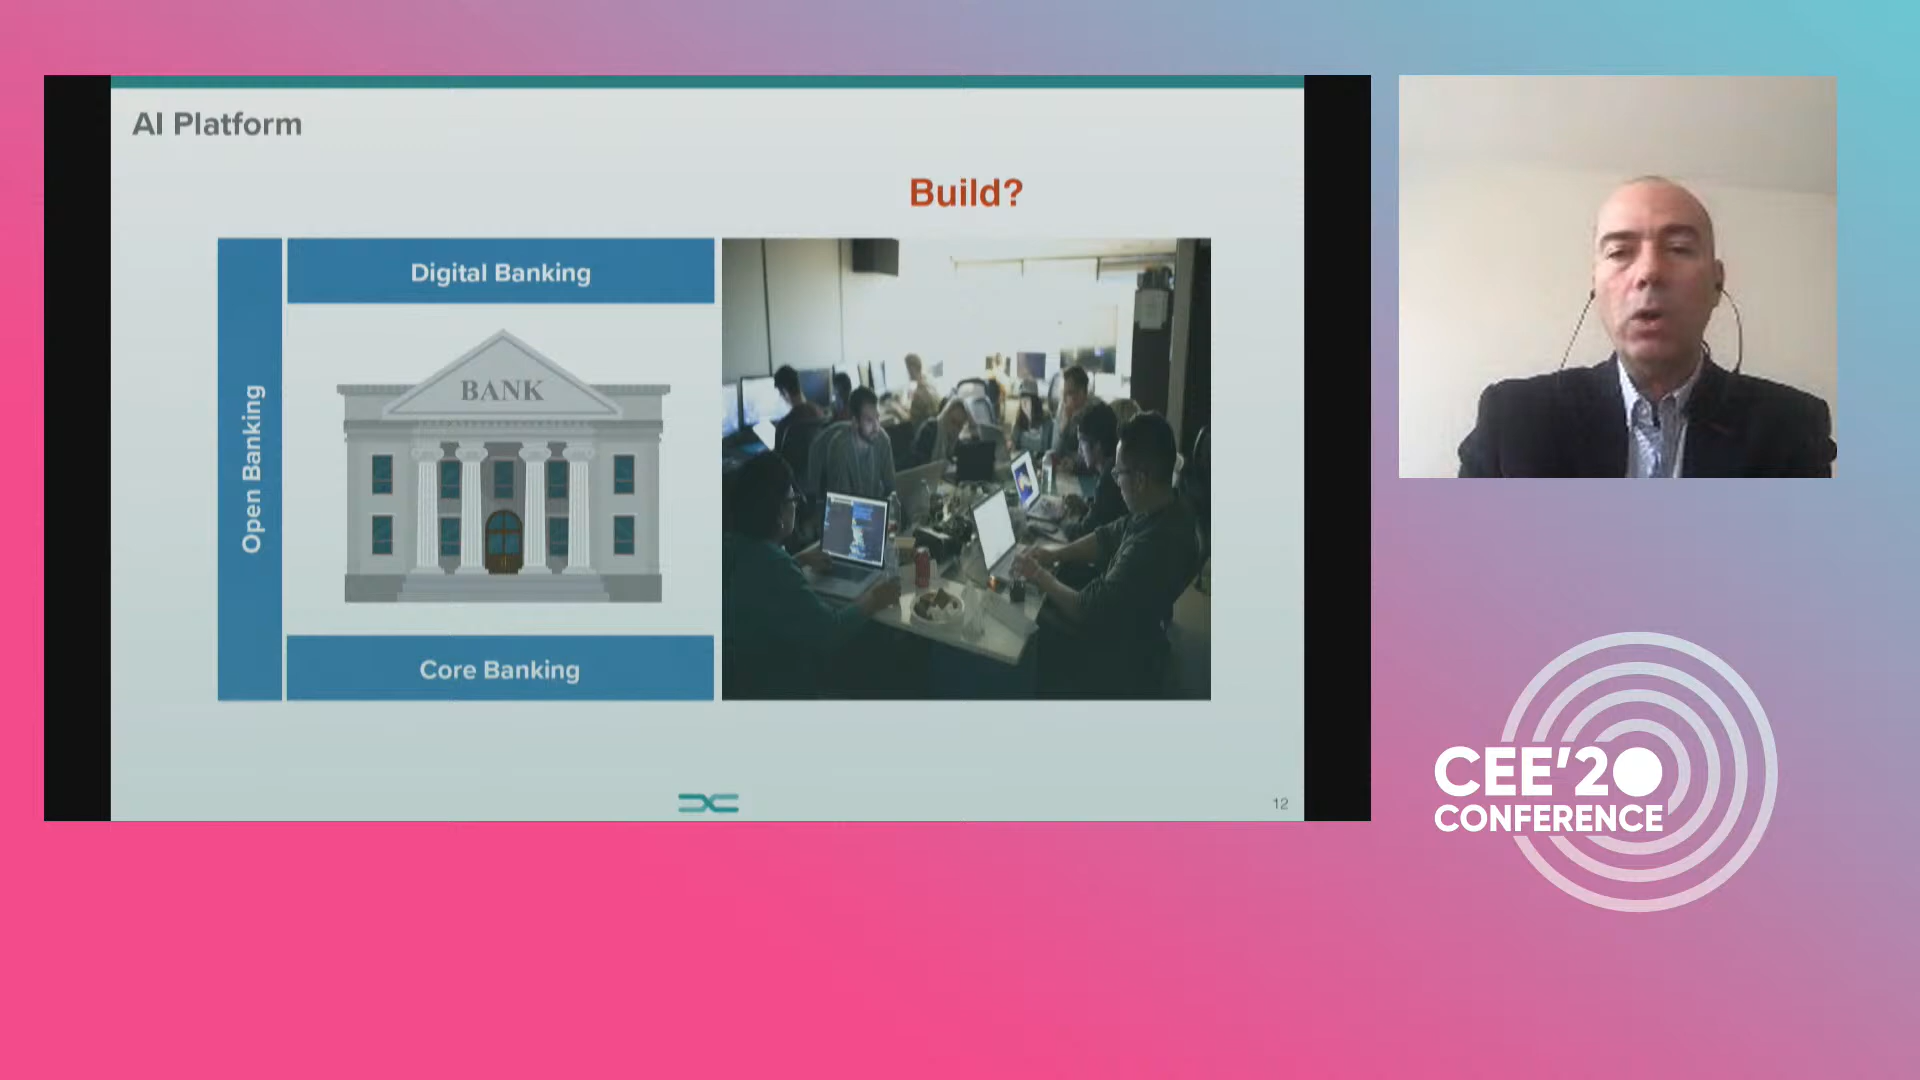 AI Platform
Build?
Open Banking
Digital Banking
BANK
Core Banking
12
CEE'20
CONFERENCE